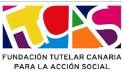 FTCAS
FUNDACIÓN TUTELAR CANARIA
PARA LA ACCIÓN SOCIAL